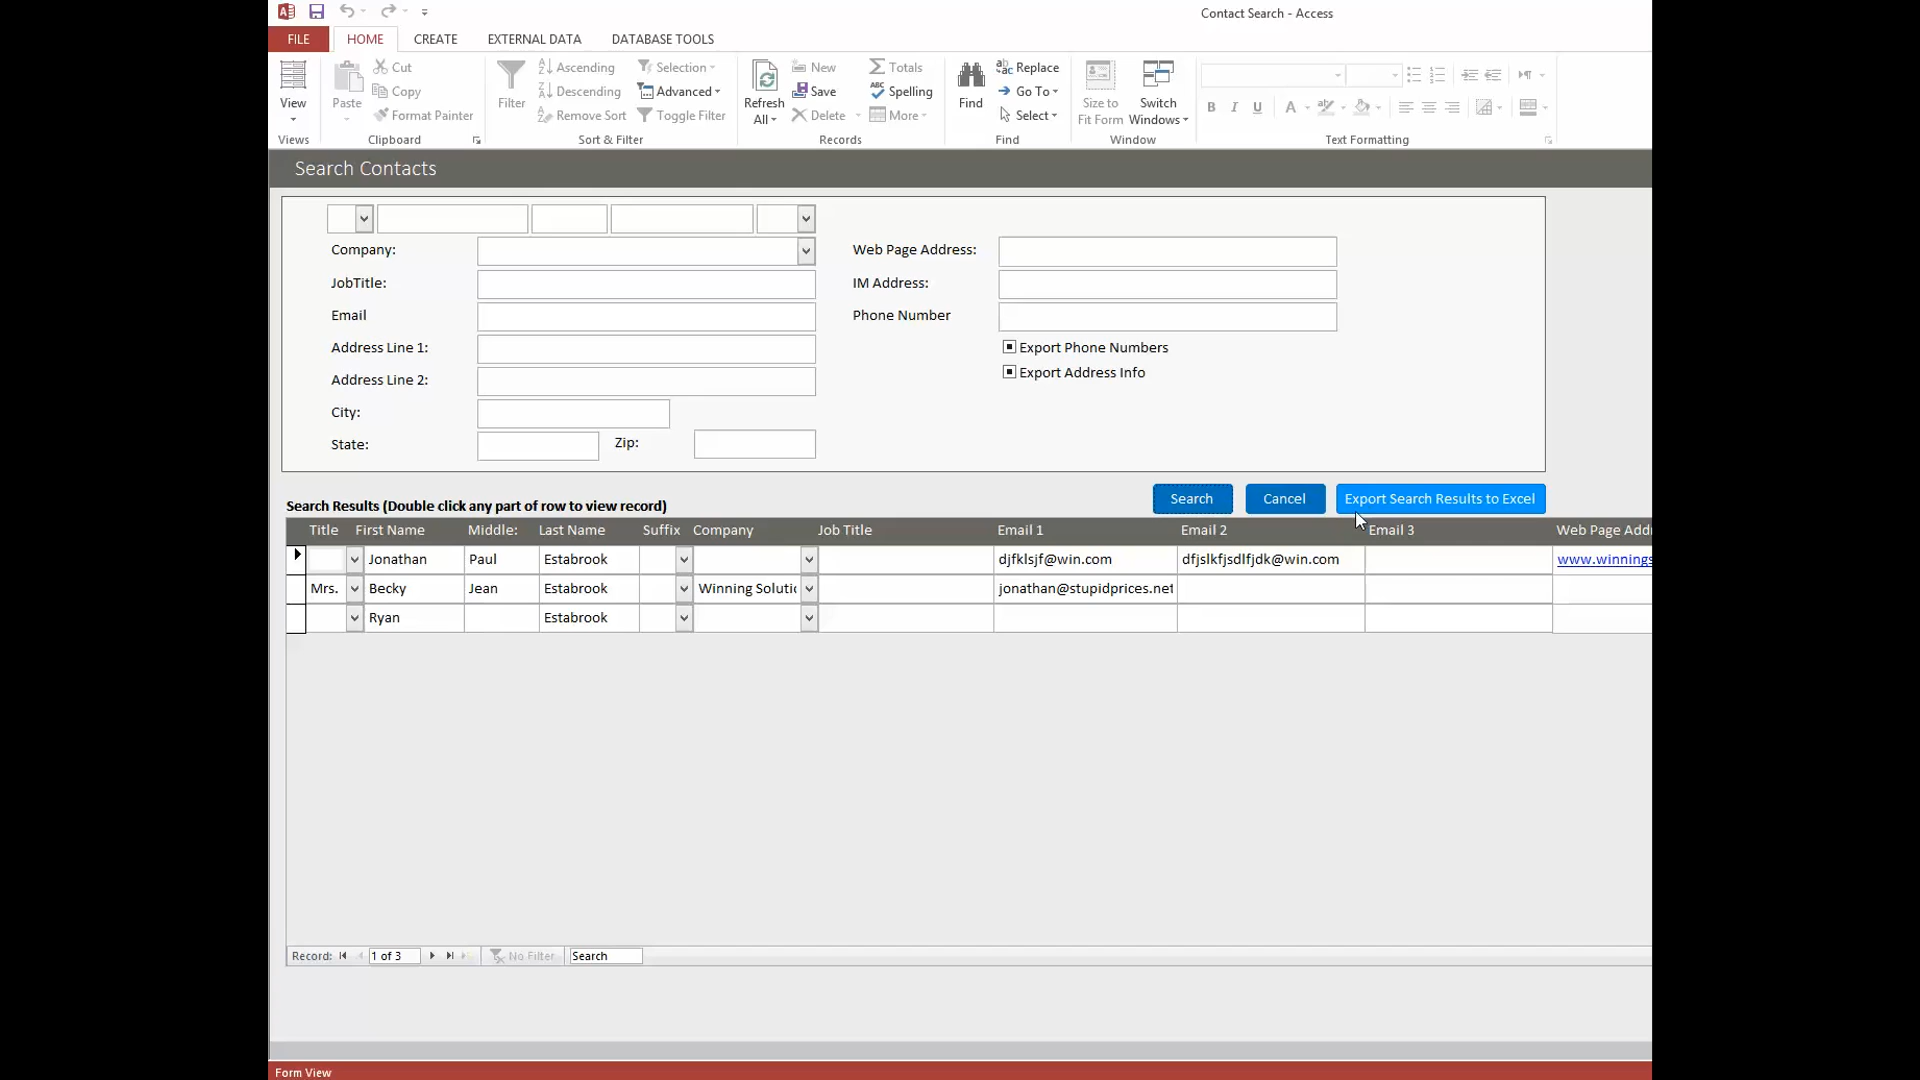 Contact Search - Access
FILE HOME CREATE EXTERNAL DATA DATABASE TOOLS
View
Views
Paste
Cut
Copy
Format Painter
Clipboard
Filter
Ascending
Descending
Remove Sort
Selection
Advanced
Toggle Filter
Sort & Filter
Refresh
All
New
Save
Delete
Totals
Spelling
More
Records
Find
Replace
Go To
Select
Find
Size to
Fit Form
Switch
Windows
Window
B I U A
Text Formatting
Search Contacts
Company:
JobTitle:
Email
Address Line 1:
Address Line 2:
City:
State:
Zip:
Web Page Address:
IM Address:
Phone Number
Export Phone Numbers
Export Address Info
Search Results (Double click any part of row to view record)
Search Cancel Export Search Results to Excel
Title First Name Middle: Last Name Suffix Company Job Title Email 1 Email 2 Email 3 Web Page Addr
Jonathan Paul Estabrook djfklsjf@win.com dfjslkfjsdlfjdk@win.com www.winnings
Mrs. Becky Jean Estabrook Winning Solutic jonathan@stupidprices.net
Ryan Estabrook
Record: 1 of 3 No Filter Search
Form View